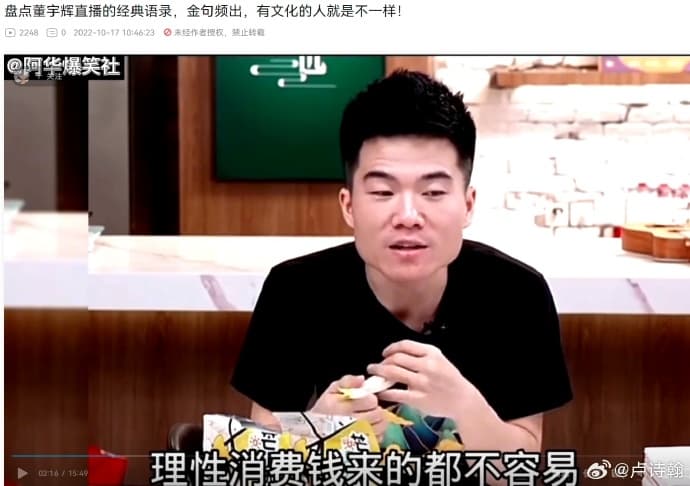 盘点董宇辉直播的经典语录，金句频出，有文化的人就是不一样！
2248 0 2022-10-17 10:46:23 未经作者授权，禁止转载
@阿华爆笑社
关注
理性消费钱来的都不容易
02:16 / 15:49
@卢诗翰